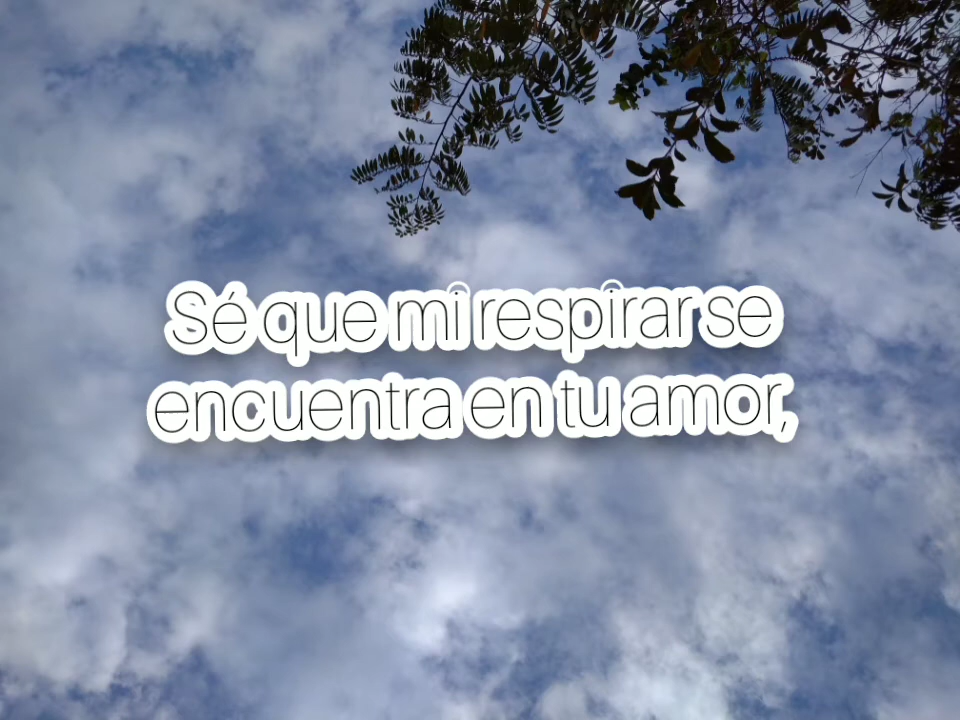 Sé que mi respirar se
encuentra en tu amor,